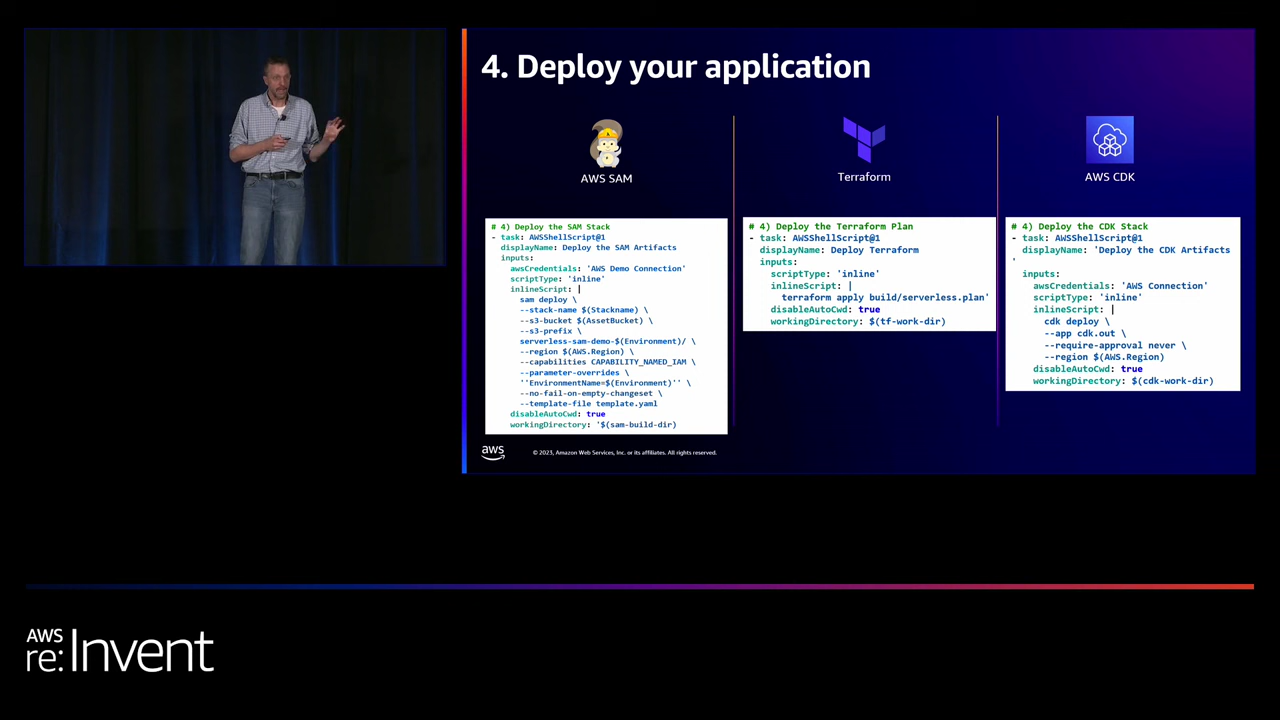 4. Deploy your application
AWS SAM
# 4) Deploy the SAM Stack
- task: AWSShellScript@1
displayName: Deploy the SAM Artifacts
inputs:
awsCredentials: 'AWS Demo Connection'
scriptType: 'inline'
inlineScript: |
sam deploy \
--stack-name $(Stackname) \
--s3-bucket $(AssetBucket) \
--s3-prefix \
serverless-sam-demo-$(Environment)/ \
--region $(AWS.Region) \
--capabilities CAPABILITY_NAMED_IAM \
--parameter-overrides \
''EnvironmentName=$(Environment)'' \
--no-fail-on-empty-changeset \
--template-file template.yaml
disableAutoCwd: true
workingDirectory: '$(sam-build-dir)
Terraform
# 4) Deploy the Terraform Plan
- task: AWSShellScript@1
displayName: Deploy Terraform
inputs:
scriptType: 'inline'
inlineScript: |
terraform apply build/serverless.plan'
disableAutoCwd: true
workingDirectory: $(tf-work-dir)
AWS CDK
# 4) Deploy the CDK Stack
- task: AWSShellScript@1
displayName: 'Deploy the CDK Artifacts
'
inputs:
awsCredentials: 'AWS Connection'
scriptType: 'inline'
inlineScript: |
cdk deploy \
--app cdk.out \
--require-approval never \
--region $(AWS.Region)
disableAutoCwd: true
workingDirectory: $(cdk-work-dir)
aws
© 2023, Amazon Web Services, Inc. or its affiliates. All rights reserved.
AWS
re:Invent